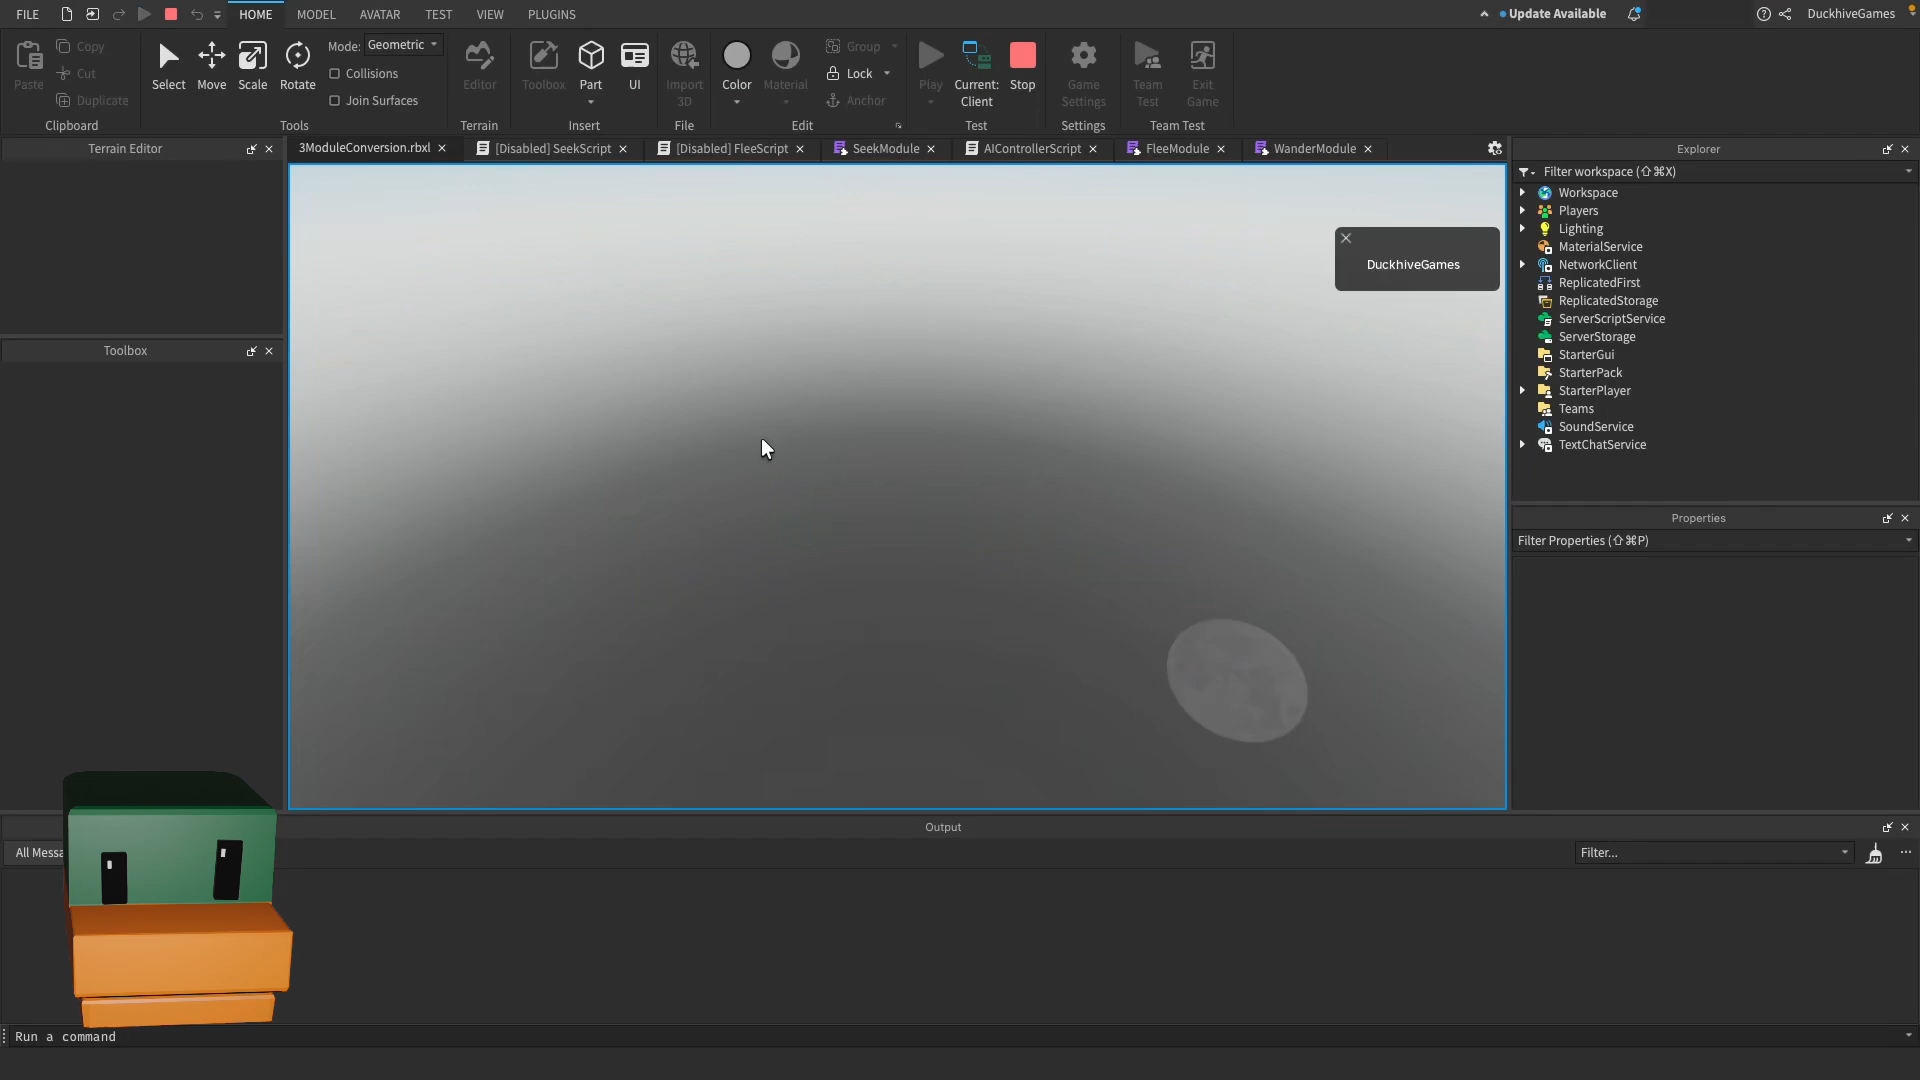 FILE
HOME
MODEL
AVATAR
TEST
VIEW
PLUGINS
Update Available
DuckhiveGames
Paste
Copy
Cut
Duplicate
Clipboard
Select
Move
Scale
Rotate
Mode: Geometric
Collisions
Join Surfaces
Tools
Editor
Terrain
Toolbox
Part
UI
Insert
Import
3D
File
Color
Material
Group
Lock
Anchor
Edit
Play
Current:
Client
Stop
Test
Game
Settings
Settings
Team
Test
Exit
Game
Team Test
Terrain Editor
3ModuleConversion.rbxl
[Disabled] SeekScript
[Disabled] FleeScript
SeekModule
AIControllerScript
FleeModule
WanderModule
Explorer
Filter workspace (⇧⌘X)
Workspace
Players
Lighting
MaterialService
NetworkClient
ReplicatedFirst
ReplicatedStorage
ServerScriptService
ServerStorage
StarterGui
StarterPack
StarterPlayer
Teams
SoundService
TextChatService
DuckhiveGames
Toolbox
Properties
Filter Properties (⇧⌘P)
Output
All Messa
Filter...
Run a command